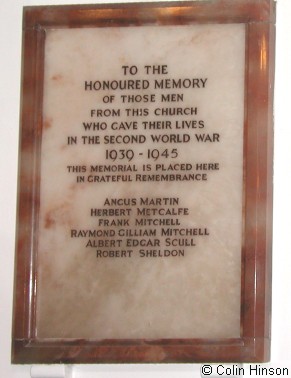 TO THE
HONOURED MEMORY
OF THOSE MEN
FROM THIS CHURCH
WHO GAVE THEIR LIVES
IN THE SECOND WORLD WAR
1939 - 1945
THIS MEMORIAL IS PLACED HERE
IN GRATEFUL REMEMBRANCE
ANGUS MARTIN
HERBERT METCALFE
FRANK MITCHELL
RAYMOND GILLIAM MITCHELL
ALBERT EDGAR SCULL
ROBERT SHELDON
© Colin Hinson